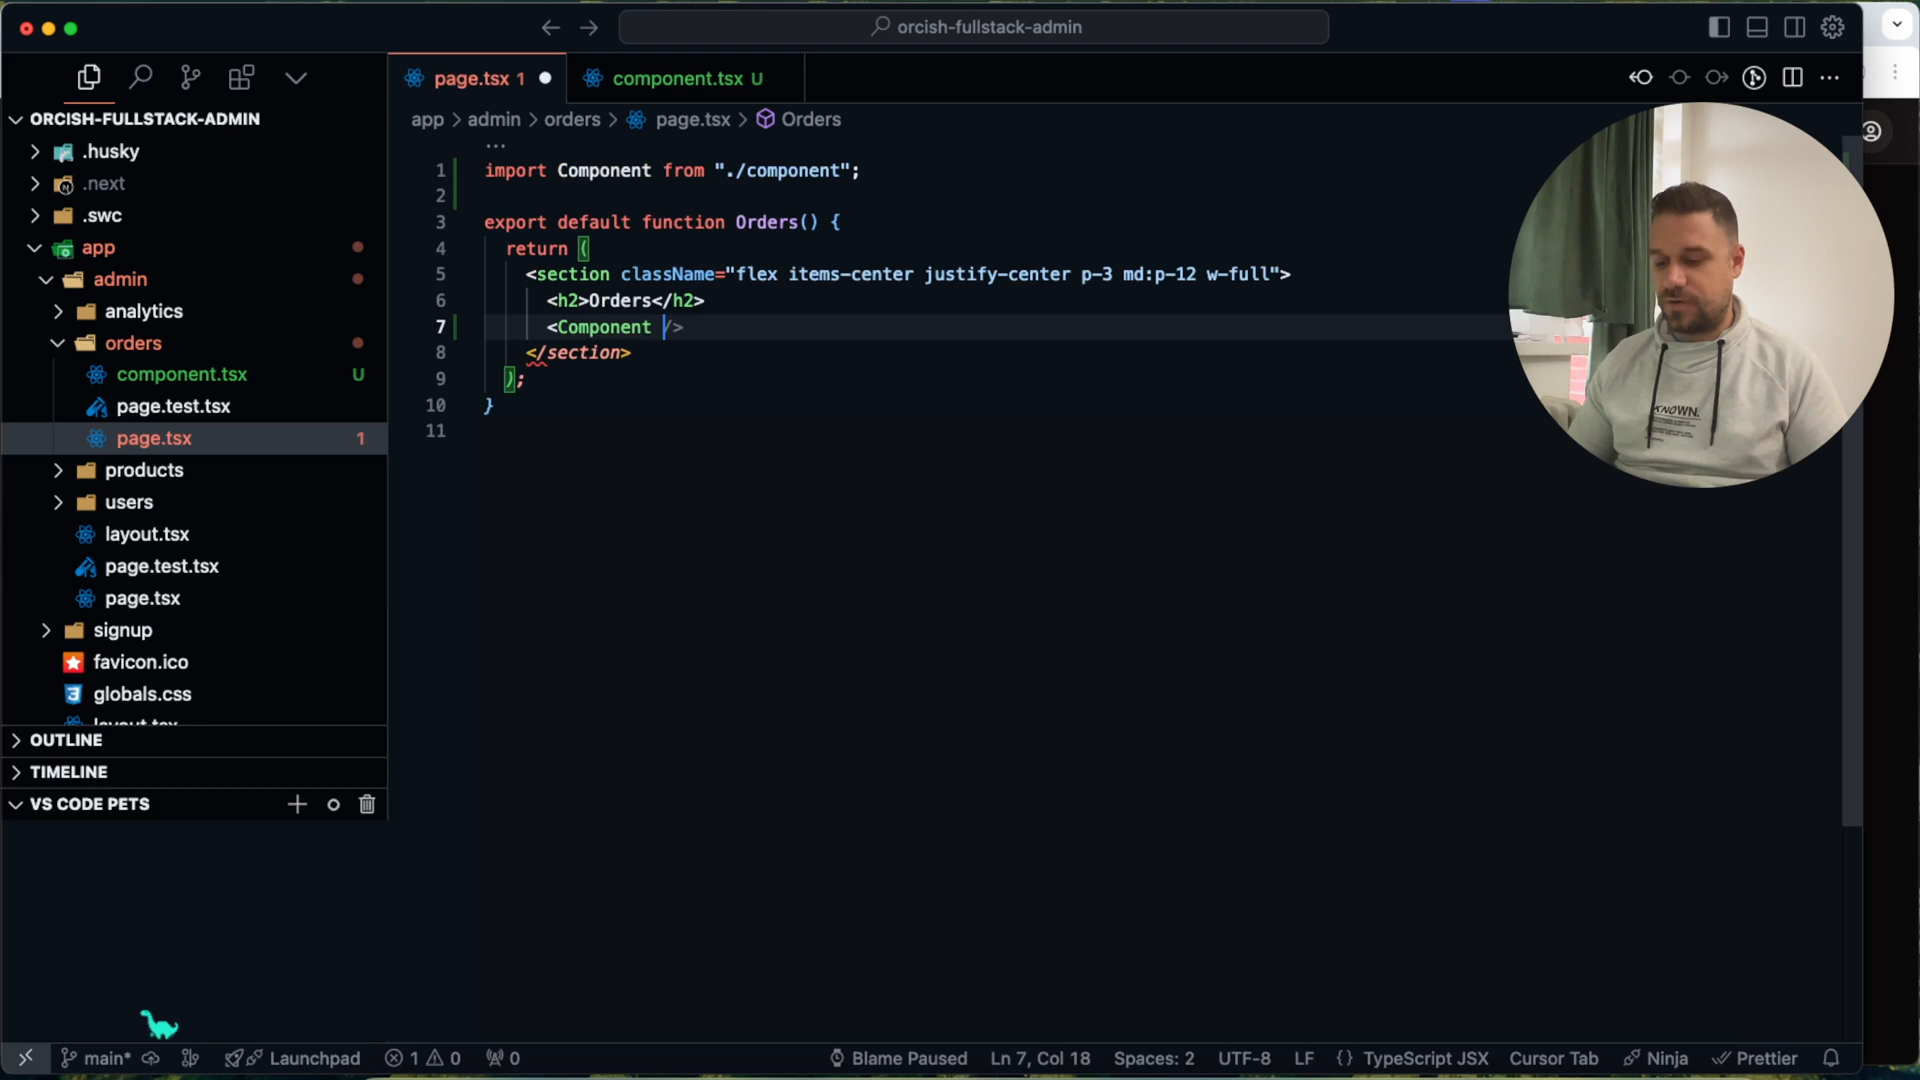 orcish-fullstack-admin
page.tsx 1
component.tsx U
ORCISH-FULLSTACK-ADMIN
.husky
.next
.swc
app
admin
analytics
orders
component.tsx U
page.test.tsx
page.tsx 1
products
users
layout.tsx
page.test.tsx
page.tsx
signup
favicon.ico
globals.css
layout.tsx
OUTLINE
TIMELINE
VS CODE PETS
app > admin > orders > page.tsx > Orders
...
1 import Component from "./component";
2
3 export default function Orders() {
4 return (
5 <section className="flex items-center justify-center p-3 md:p-12 w-full">
6 <h2>Orders</h2>
7 <Component />
8 </section>
9 );
10 }
11
KNOWN.
main*
Launchpad
1 0
0
Blame Paused
Ln 7, Col 18
Spaces: 2
UTF-8
LF
{ } TypeScript JSX
Cursor Tab
Ninja
Prettier